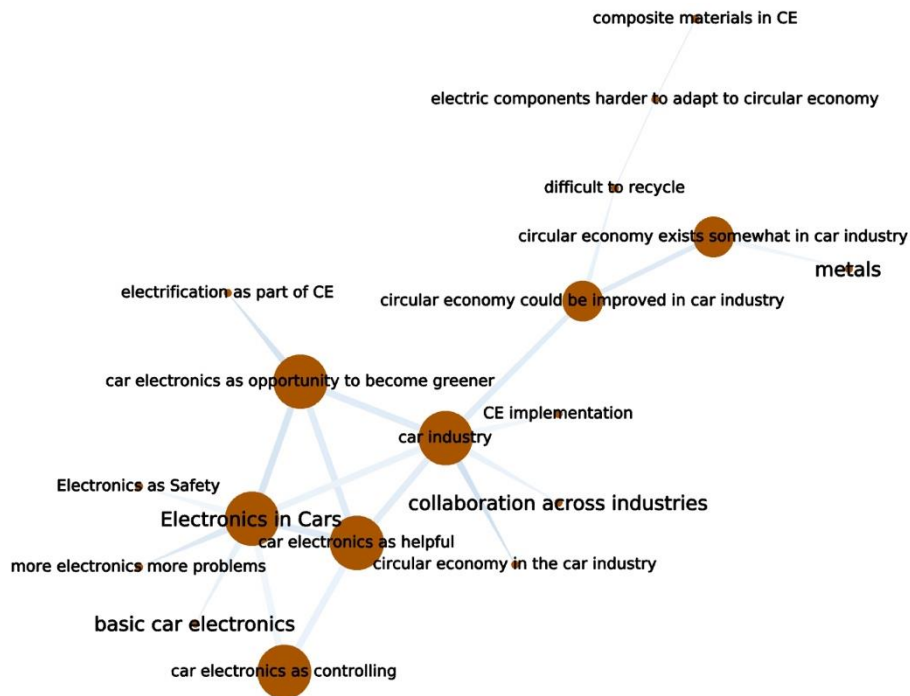 composite materials in CE
electric components harder to adapt to circular economy
difficult to recycle
circular economy exists somewhat in car industry
metals
electrification as part of CE
circular economy could be improved in car industry
car electronics as opportunity to become greener
CE implementation
car industry
Electronics as Safety
collaboration across industries
Electronics in Cars
car electronics as helpful
more electronics more problems
circular economy in the car industry
basic car electronics
car electronics as controlling